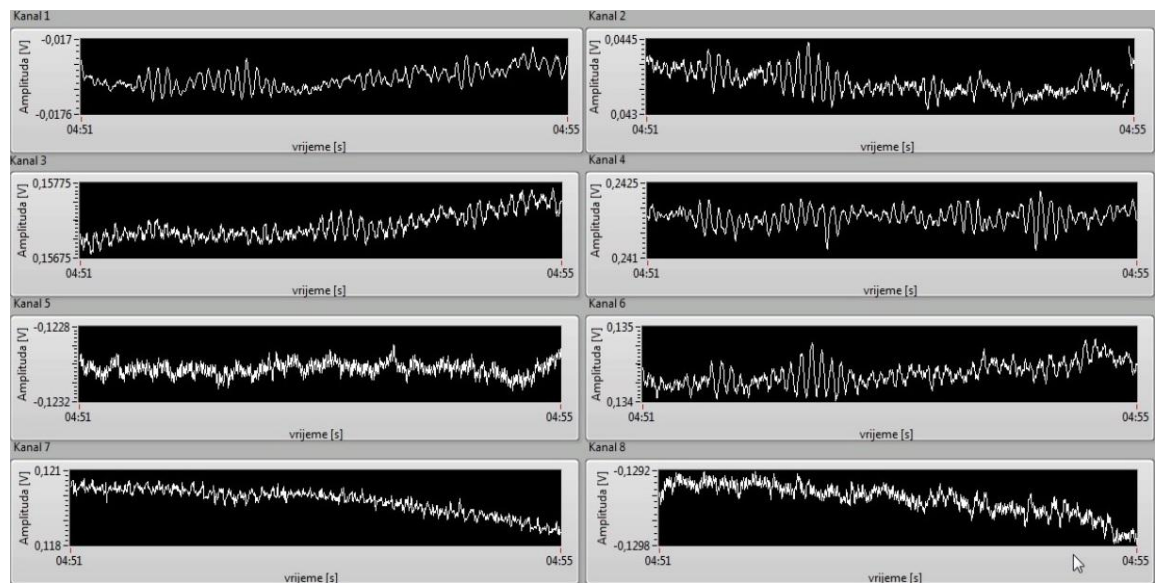 Kanal 1
Amplituda [V]
-0,017
-0,0176
04:51
04:55
vrijeme [s]
Kanal 2
Amplituda [V]
0,0445
0,043
04:51
04:55
vrijeme [s]
Kanal 3
Amplituda [V]
0,15775
0,15675
04:51
04:55
vrijeme [s]
Kanal 4
Amplituda [V]
0,2425
0,241
04:51
04:55
vrijeme [s]
Kanal 5
Amplituda [V]
-0,1228
-0,1232
04:51
04:55
vrijeme [s]
Kanal 6
Amplituda [V]
0,135
0,134
04:51
04:55
vrijeme [s]
Kanal 7
Amplituda [V]
0,121
0,118
04:51
04:55
vrijeme [s]
Kanal 8
Amplituda [V]
-0,1292
-0,1298
04:51
04:55
vrijeme [s]